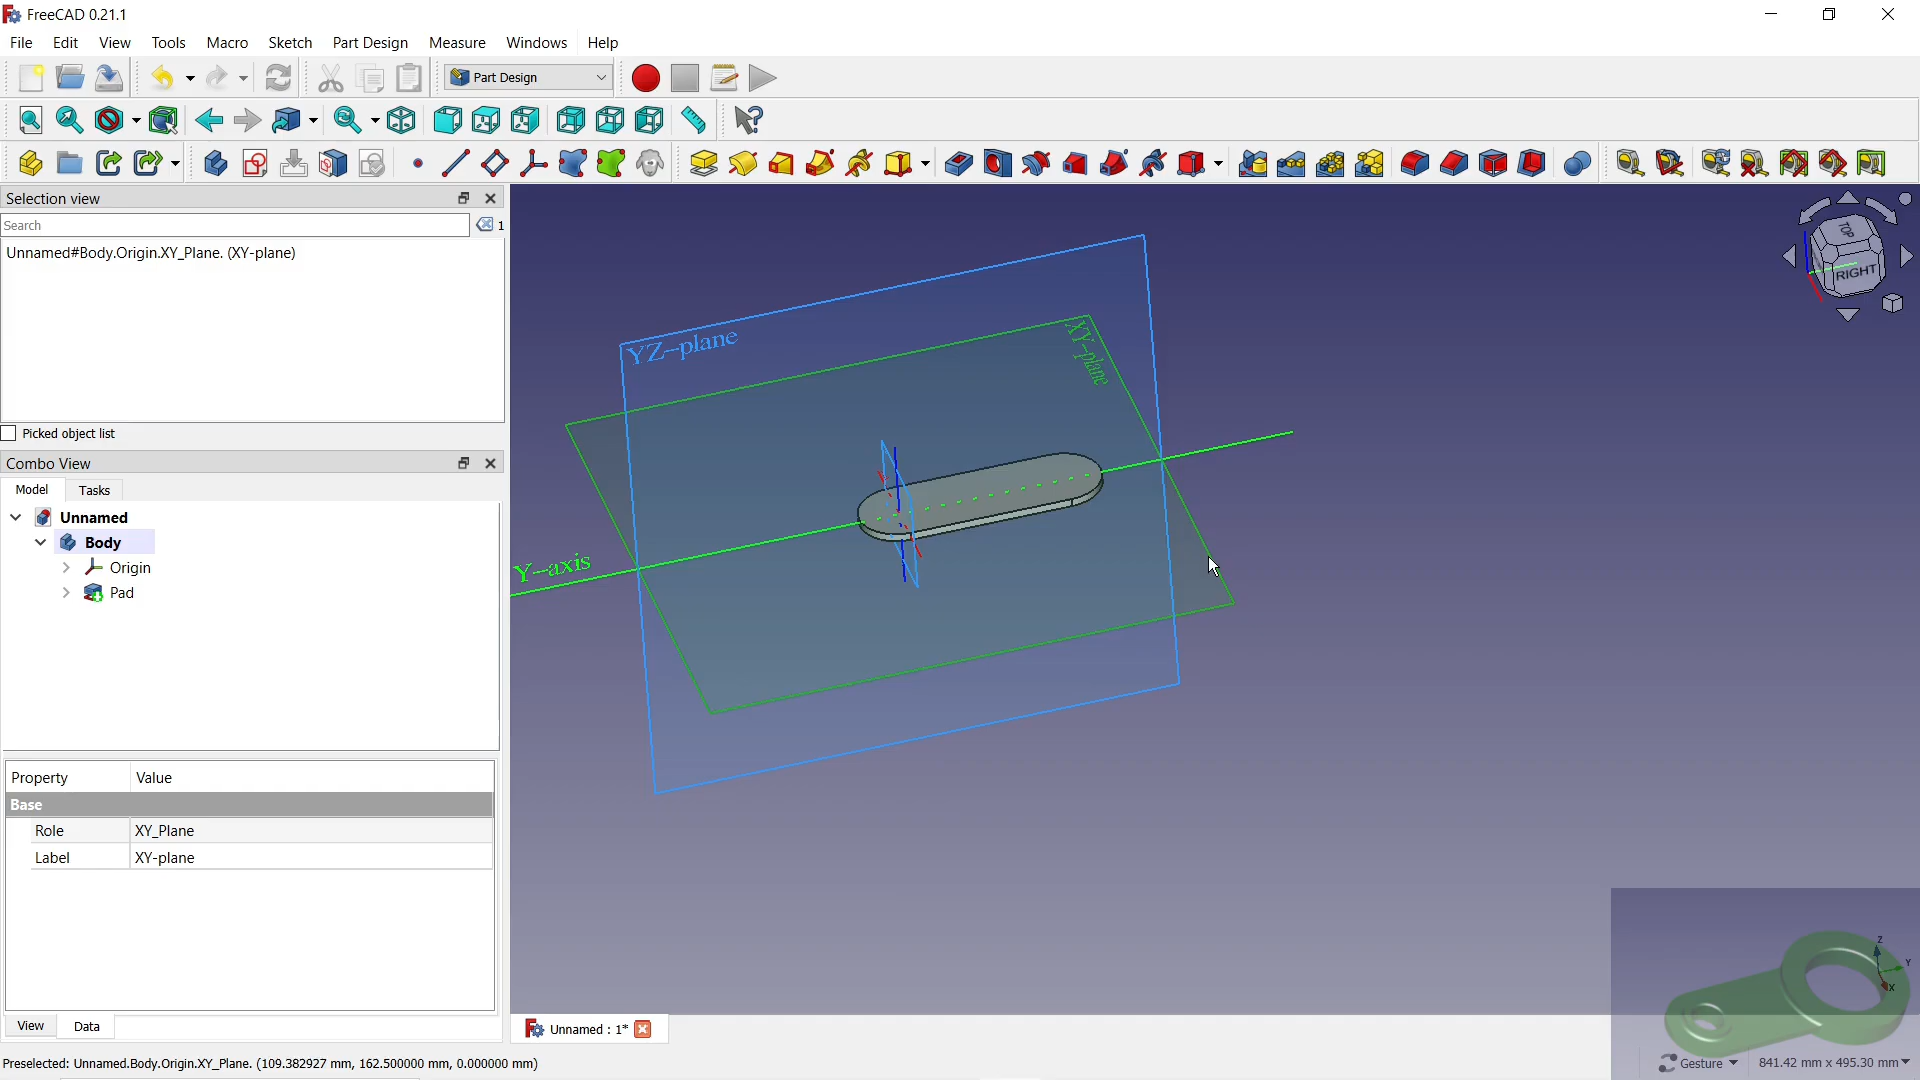 FreeCAD 0.21.1
File Edit View Tools Macro Sketch Part Design Measure Windows Help
Part Design
Selection view
Search
1
Unnamed#Body.Origin.XY_Plane. (XY-plane)
Picked object list
Combo View
Model Tasks
Unnamed
Body
Origin
Pad
Property Value
Base
Role XY_Plane
Label XY-plane
View Data
YZ-plane
XY-plane
Y-axis
TOP
RIGHT
Z
Y
X
Unnamed : 1*
Preselected: Unnamed.Body.Origin.XY_Plane. (109.382927 mm, 162.500000 mm, 0.000000 mm)
Gesture
841.42 mm x 495.30 mm